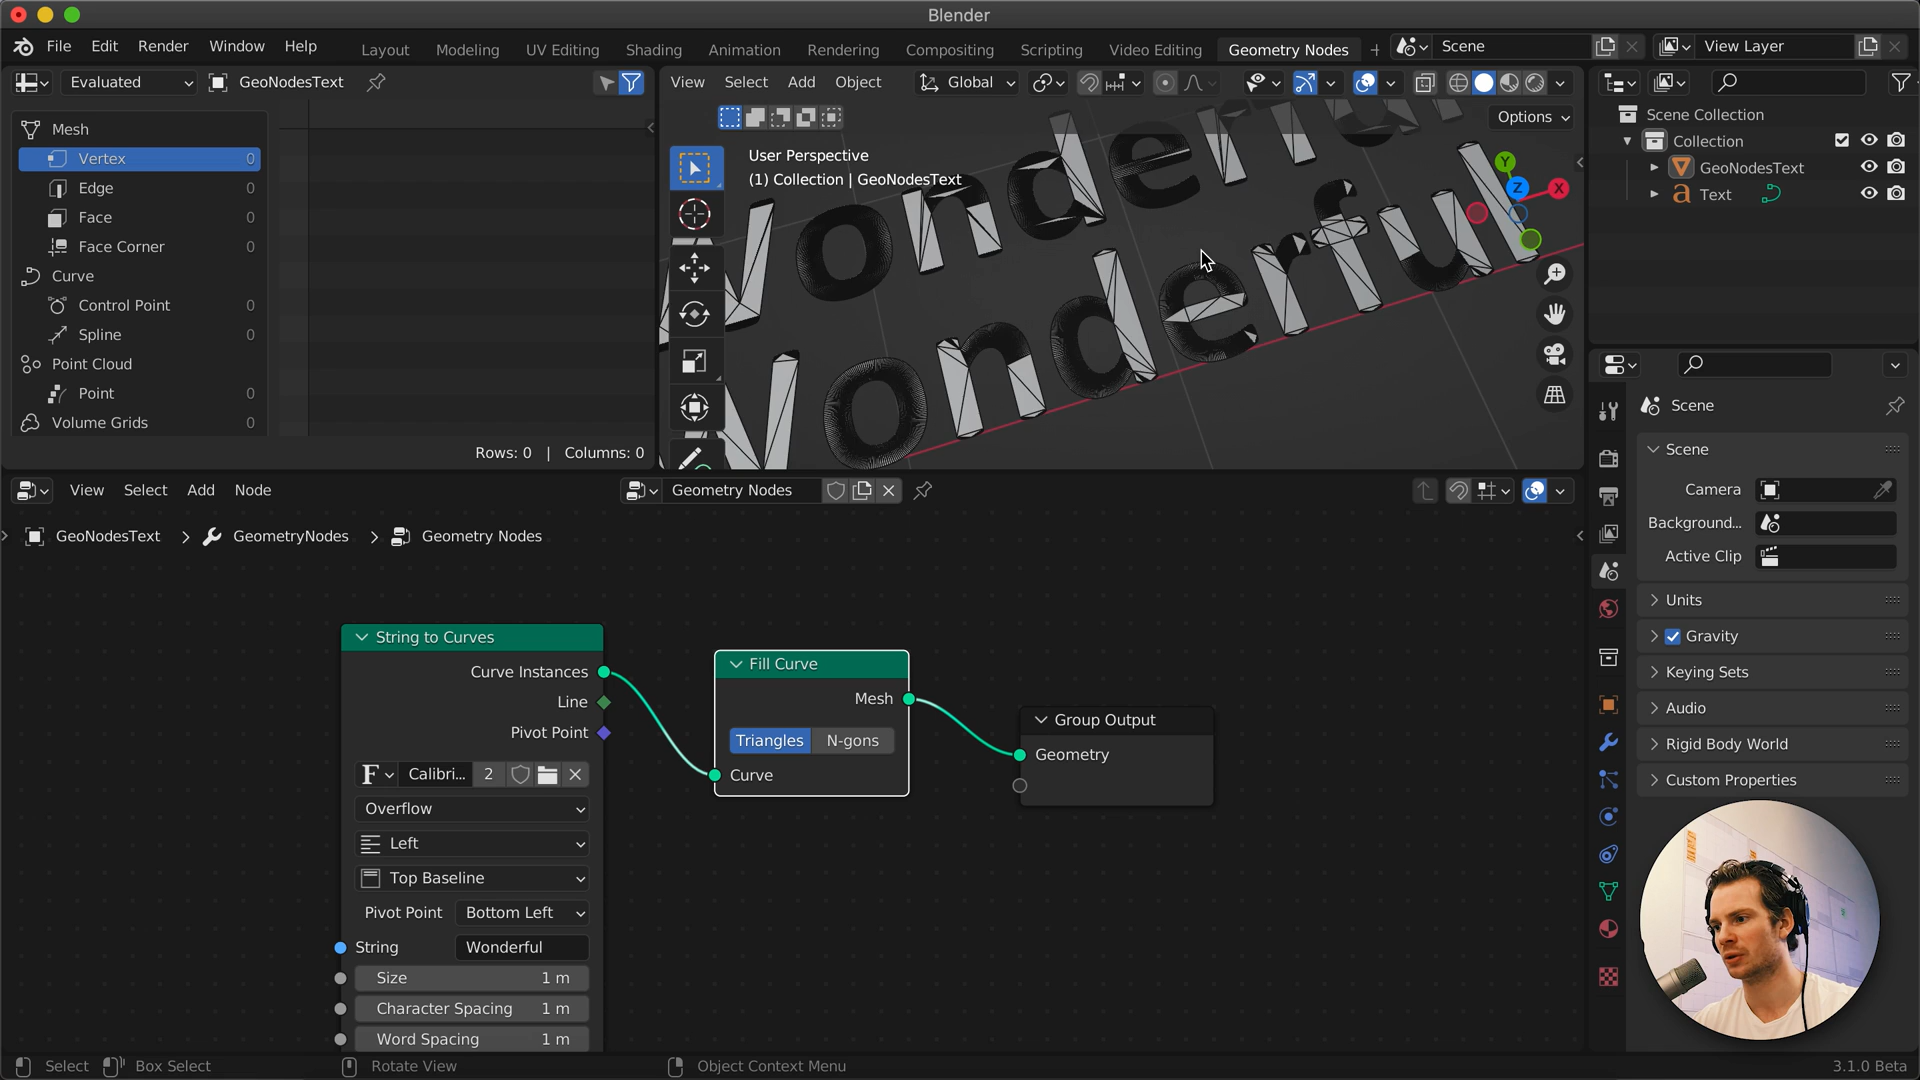 Blender
File Edit Render Window Help Layout Modeling UV Editing Shading Animation Rendering Compositing Scripting Video Editing Geometry Nodes + Scene View Layer
Evaluated GeoNodesText
View Select Add Object Global
Options
Mesh
Vertex 0
Edge 0
Face 0
Face Corner 0
Curve
Control Point 0
Spline 0
Point Cloud
Point 0
Volume Grids 0
Rows: 0 | Columns: 0
User Perspective
(1) Collection | GeoNodesText
Wonderful
Wonderful
Y
Z
X
Scene Collection
Collection
GeoNodesText
a Text
Scene
Scene
Camera
Background...
Active Clip
Units
Gravity
Keying Sets
Audio
Rigid Body World
Custom Properties
View Select Add Node Geometry Nodes
GeoNodesText > GeometryNodes > Geometry Nodes
String to Curves
Curve Instances
Line
Pivot Point
F Calibri... 2
Overflow
Left
Top Baseline
Pivot Point Bottom Left
String Wonderful
Size 1 m
Character Spacing 1 m
Word Spacing 1 m
Fill Curve
Mesh
Triangles N-gons
Curve
Group Output
Geometry
Select Box Select Rotate View Object Context Menu 3.1.0 Beta